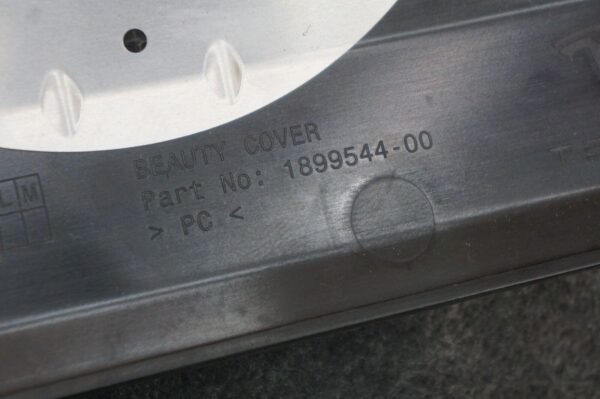 BEAUTY COVER
Part No: 1899544-00
> PC <
L M